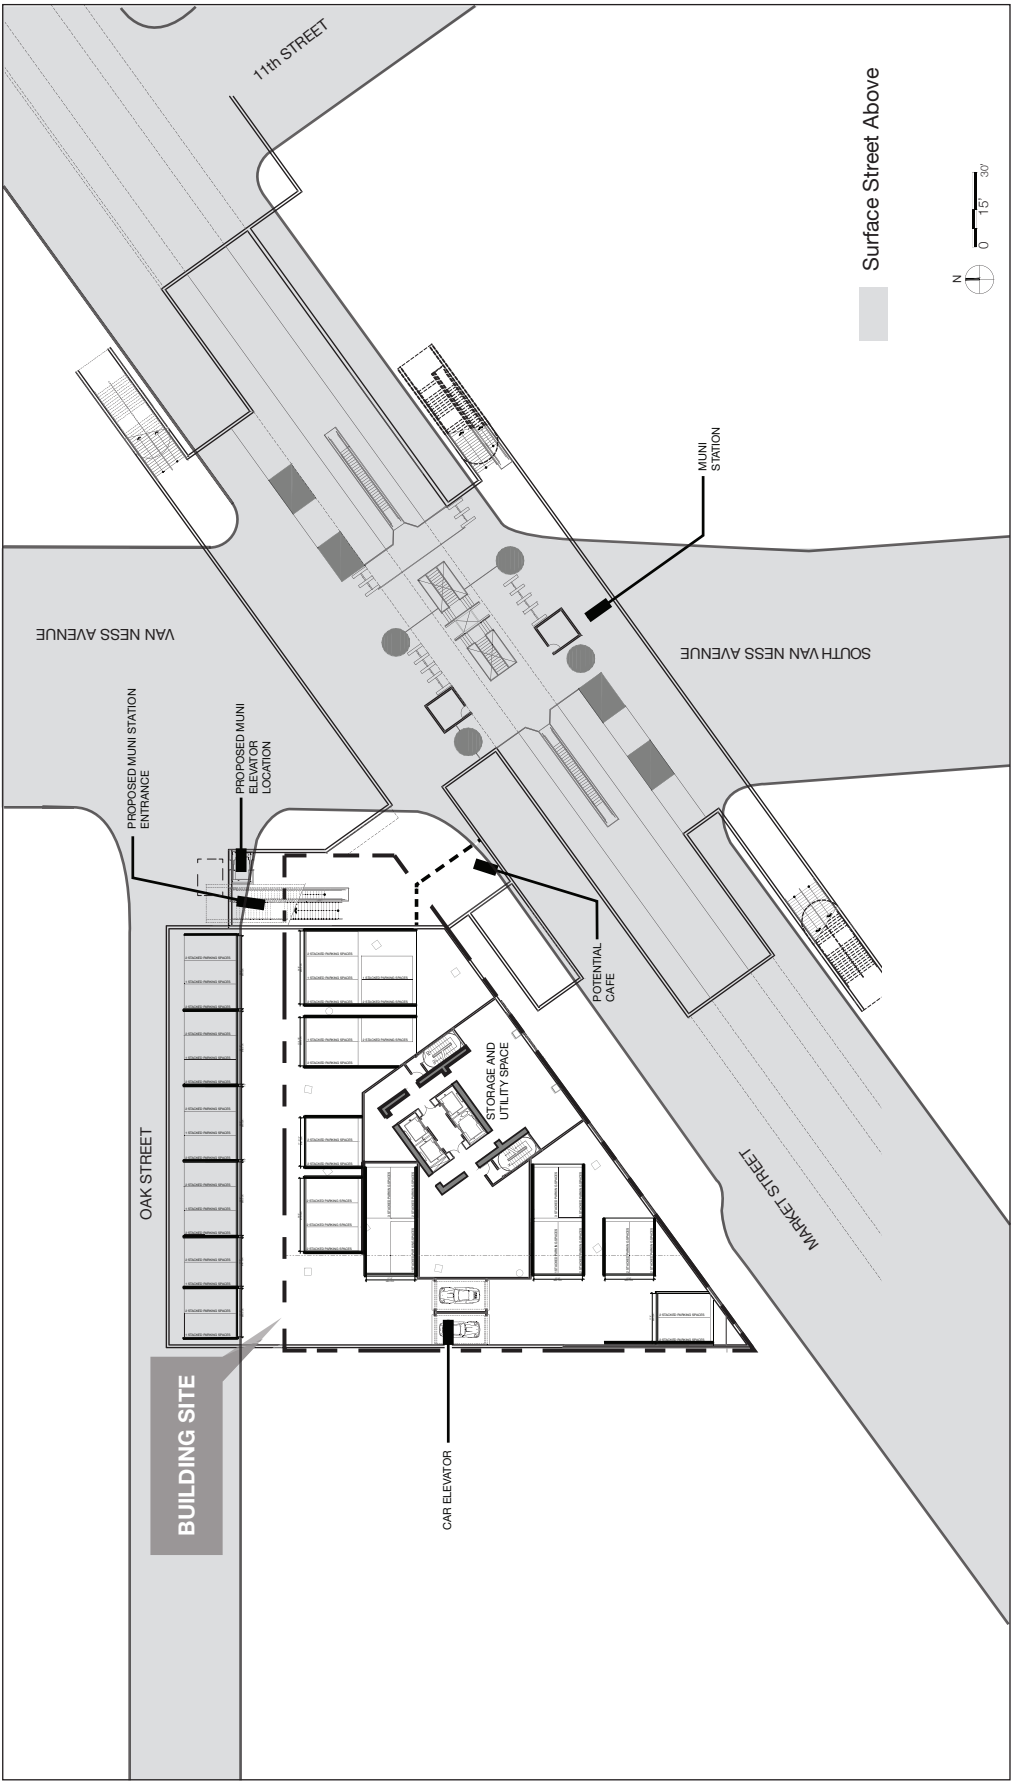 11th STREET
Surface Street Above
N
0
15'
30'
VAN NESS AVENUE
SOUTH VAN NESS AVENUE
MUNI
STATION
PROPOSED MUNI STATION
ENTRANCE
PROPOSED MUNI
ELEVATOR
LOCATION
POTENTIAL
CAFE
STORAGE AND
UTILITY SPACE
OAK STREET
MARKET STREET
BUILDING SITE
CAR ELEVATOR